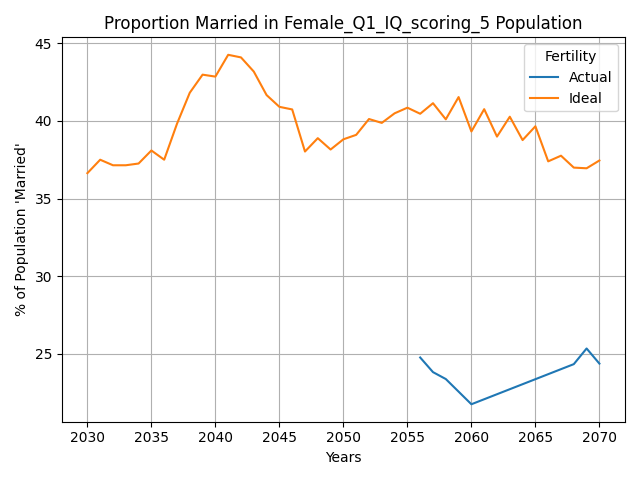 Proportion Married in Female_Q1_IQ_scoring_5 Population
Fertility
Actual
Ideal
% of Population 'Married'
45
40
35
30
25
2030 2035 2040 2045 2050 2055 2060 2065 2070
Years